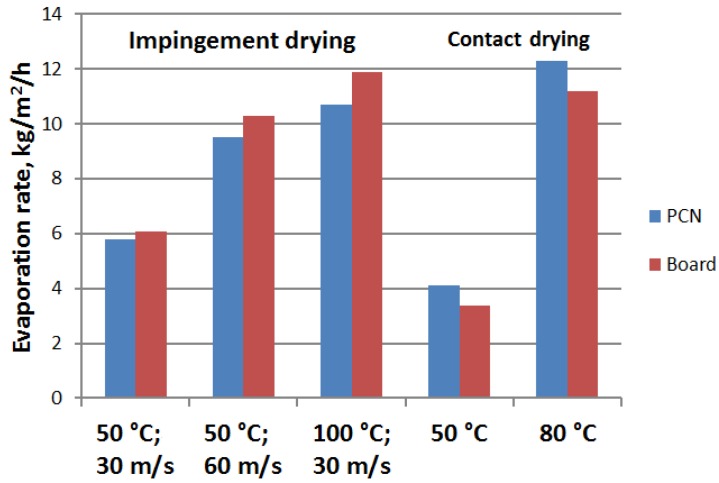 Impingement drying
Contact drying
Evaporation rate, kg/m²/h
14
12
10
8
6
4
2
0
50 °C;
30 m/s
50 °C;
60 m/s
100 °C;
30 m/s
50 °C
80 °C
PCN
Board